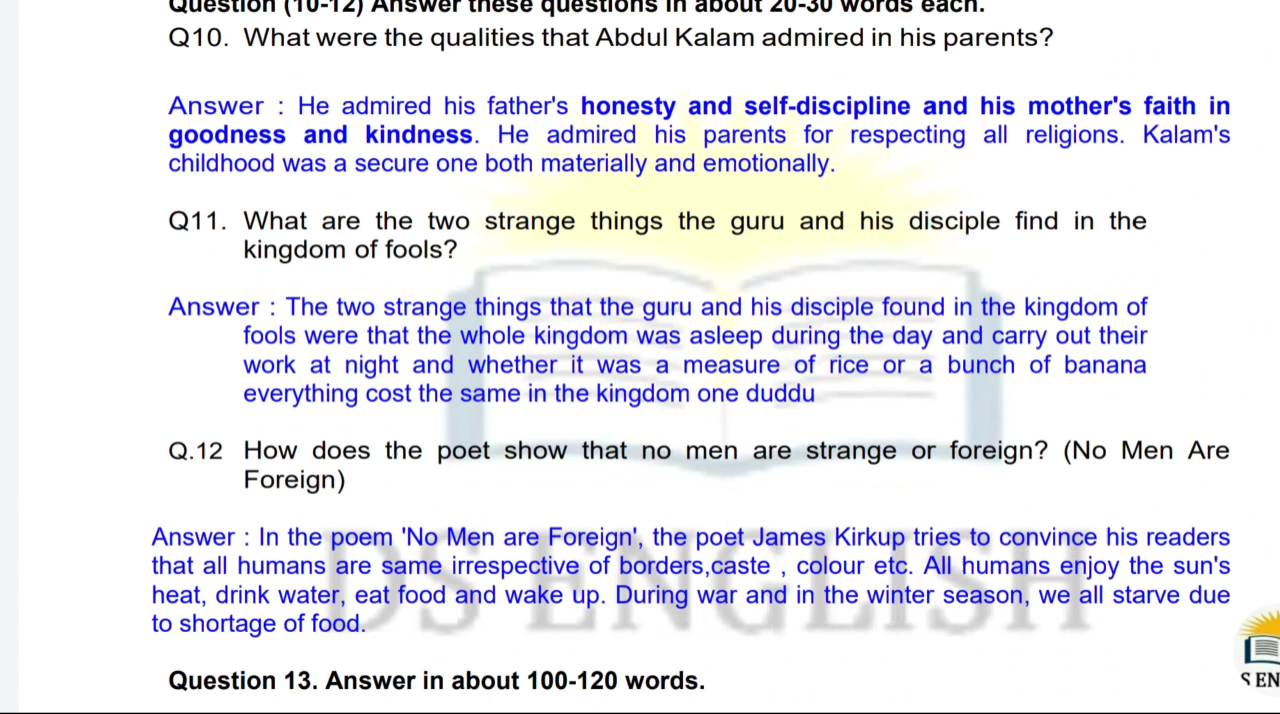 Question (10-12) Answer these questions in about 20-30 words each.
Q10. What were the qualities that Abdul Kalam admired in his parents?
Answer : He admired his father's honesty and self-discipline and his mother's faith in
goodness and kindness. He admired his parents for respecting all religions. Kalam's
childhood was a secure one both materially and emotionally.
Q11. What are the two strange things the guru and his disciple find in the
kingdom of fools?
Answer : The two strange things that the guru and his disciple found in the kingdom of
fools were that the whole kingdom was asleep during the day and carry out their
work at night and whether it was a measure of rice or a bunch of banana
everything cost the same in the kingdom one duddu
Q.12 How does the poet show that no men are strange or foreign? (No Men Are
Foreign)
Answer : In the poem 'No Men are Foreign', the poet James Kirkup tries to convince his readers
that all humans are same irrespective of borders,caste , colour etc. All humans enjoy the sun's
heat, drink water, eat food and wake up. During war and in the winter season, we all starve due
to shortage of food.
DS ENGLISH
S EN
Question 13. Answer in about 100-120 words.